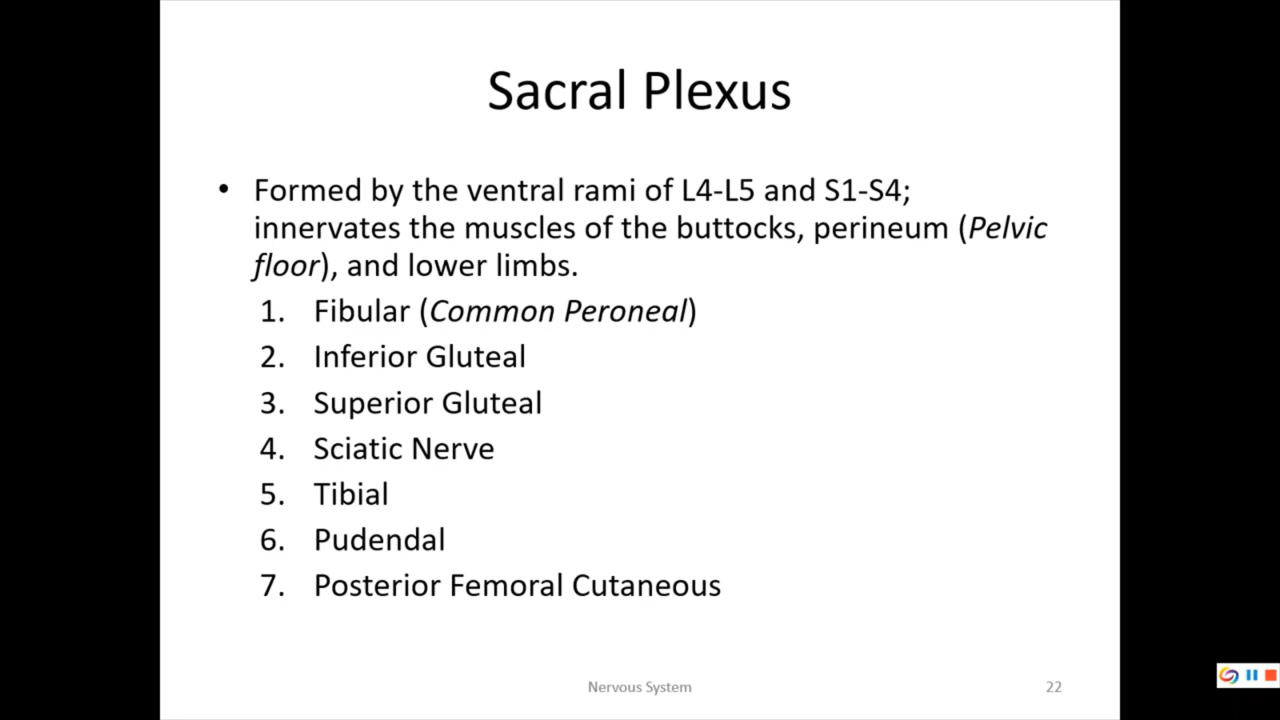 Sacral Plexus
• Formed by the ventral rami of L4-L5 and S1-S4;
innervates the muscles of the buttocks, perineum (Pelvic
floor), and lower limbs.
1. Fibular (Common Peroneal)
2. Inferior Gluteal
3. Superior Gluteal
4. Sciatic Nerve
5. Tibial
6. Pudendal
7. Posterior Femoral Cutaneous
Nervous System
22